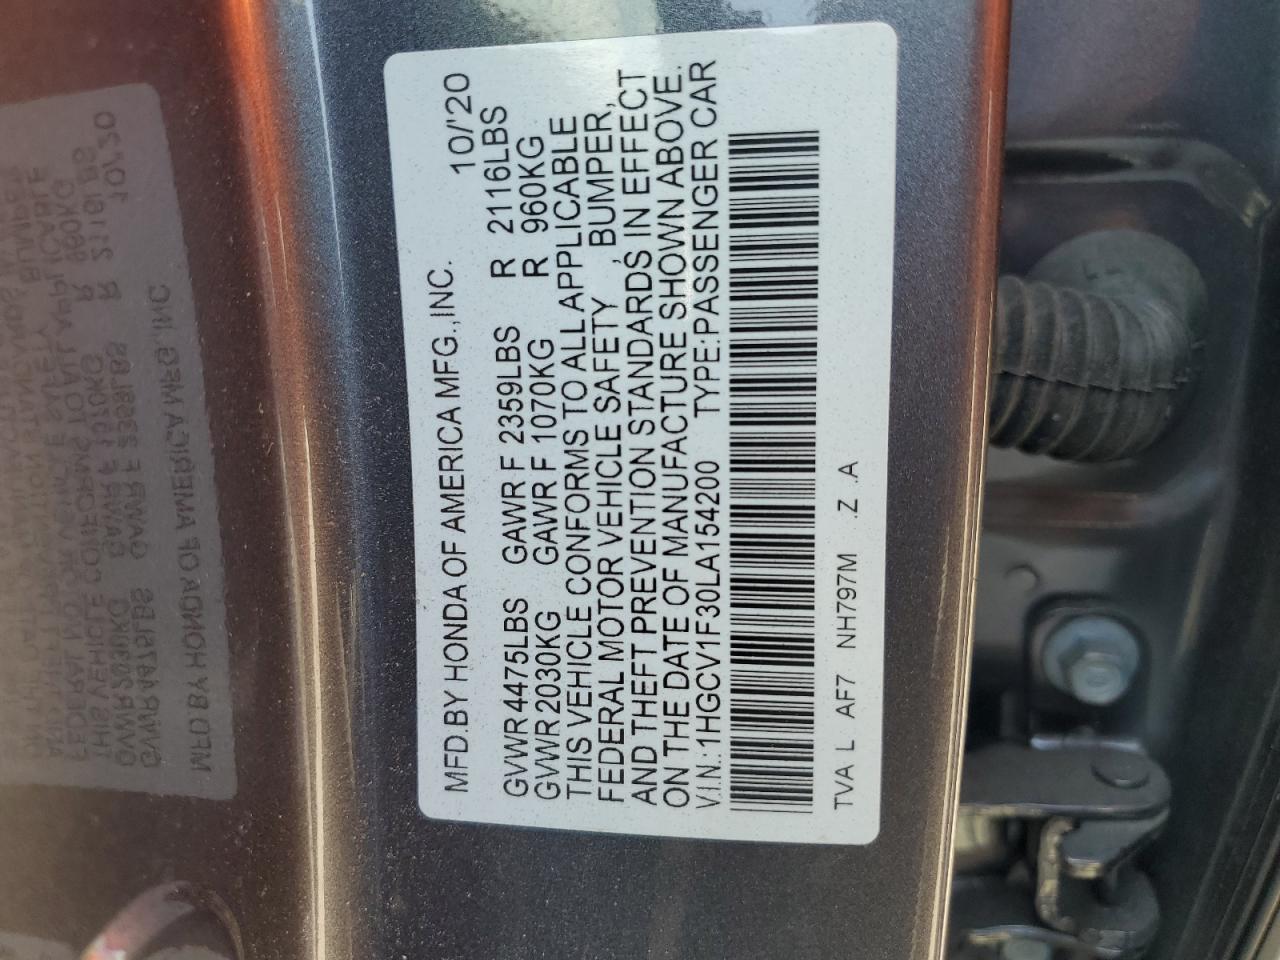 MFD.BY HONDA OF AMERICA MFG.,INC. 10/'20
GVWR 4475LBS GAWR F 2359LBS R 2116LBS
GVWR 2030KG GAWR F 1070KG R 960KG
THIS VEHICLE CONFORMS TO ALL APPLICABLE
FEDERAL MOTOR VEHICLE SAFETY , BUMPER,
AND THEFT PREVENTION STANDARDS IN EFFECT
ON THE DATE OF MANUFACTURE SHOWN ABOVE.
V.I.N.:1HGCV1F30LA154200 TYPE:PASSENGER CAR
TVA L AF7 NH797M .Z .A